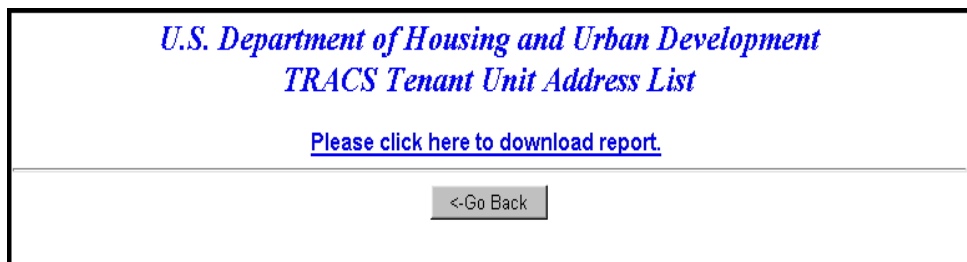 U.S. Department of Housing and Urban Development
TRACS Tenant Unit Address List
Please click here to download report.
<-Go Back